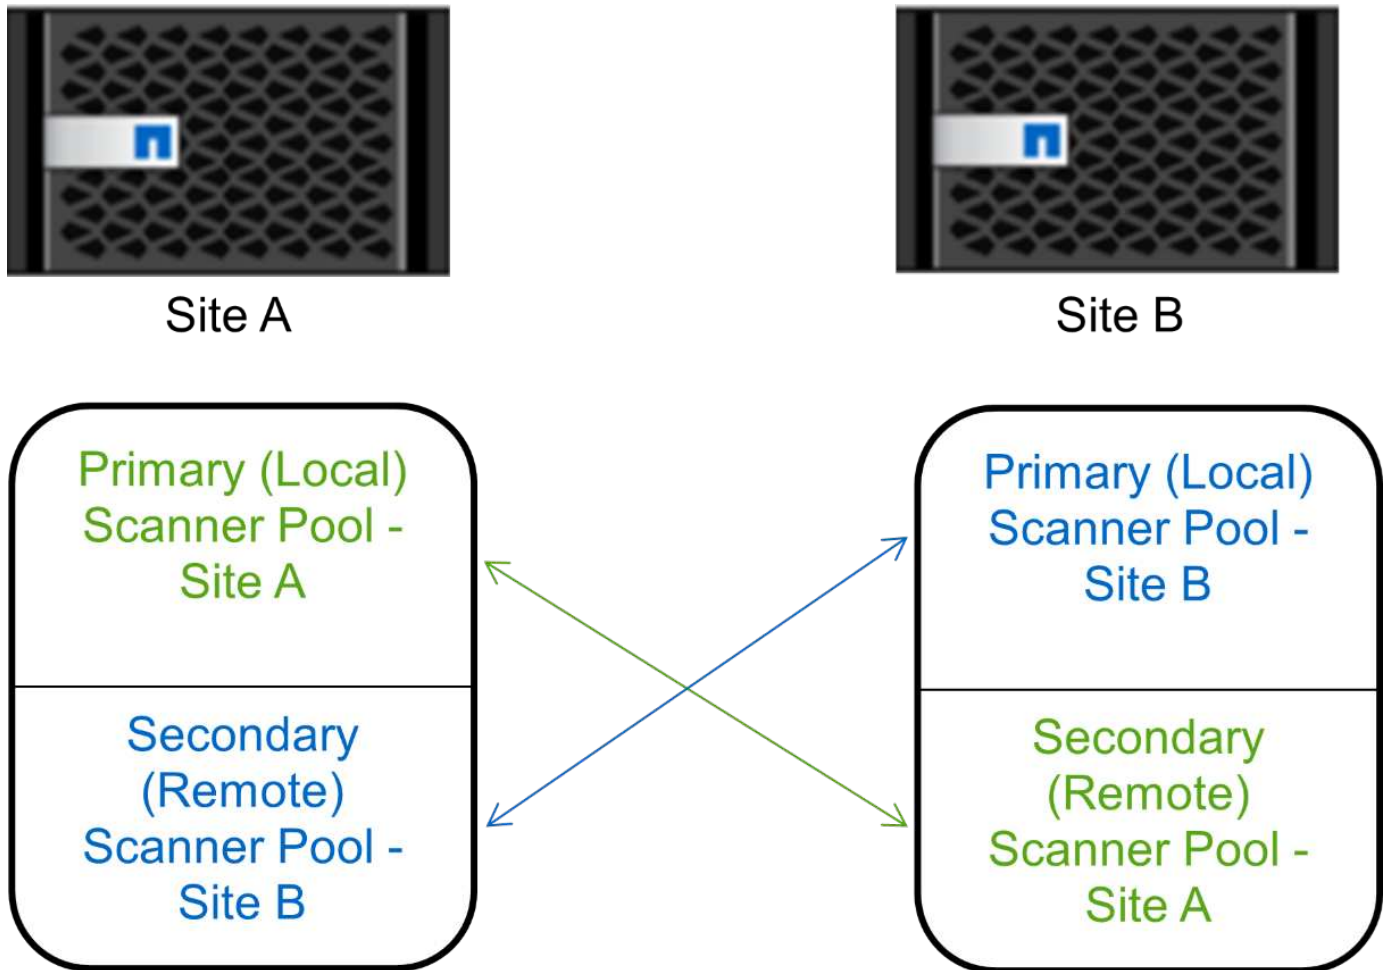 Site A
Site B
Primary (Local)
Scanner Pool -
Site A
Secondary
(Remote)
Scanner Pool -
Site B
Primary (Local)
Scanner Pool -
Site B
Secondary
(Remote)
Scanner Pool -
Site A